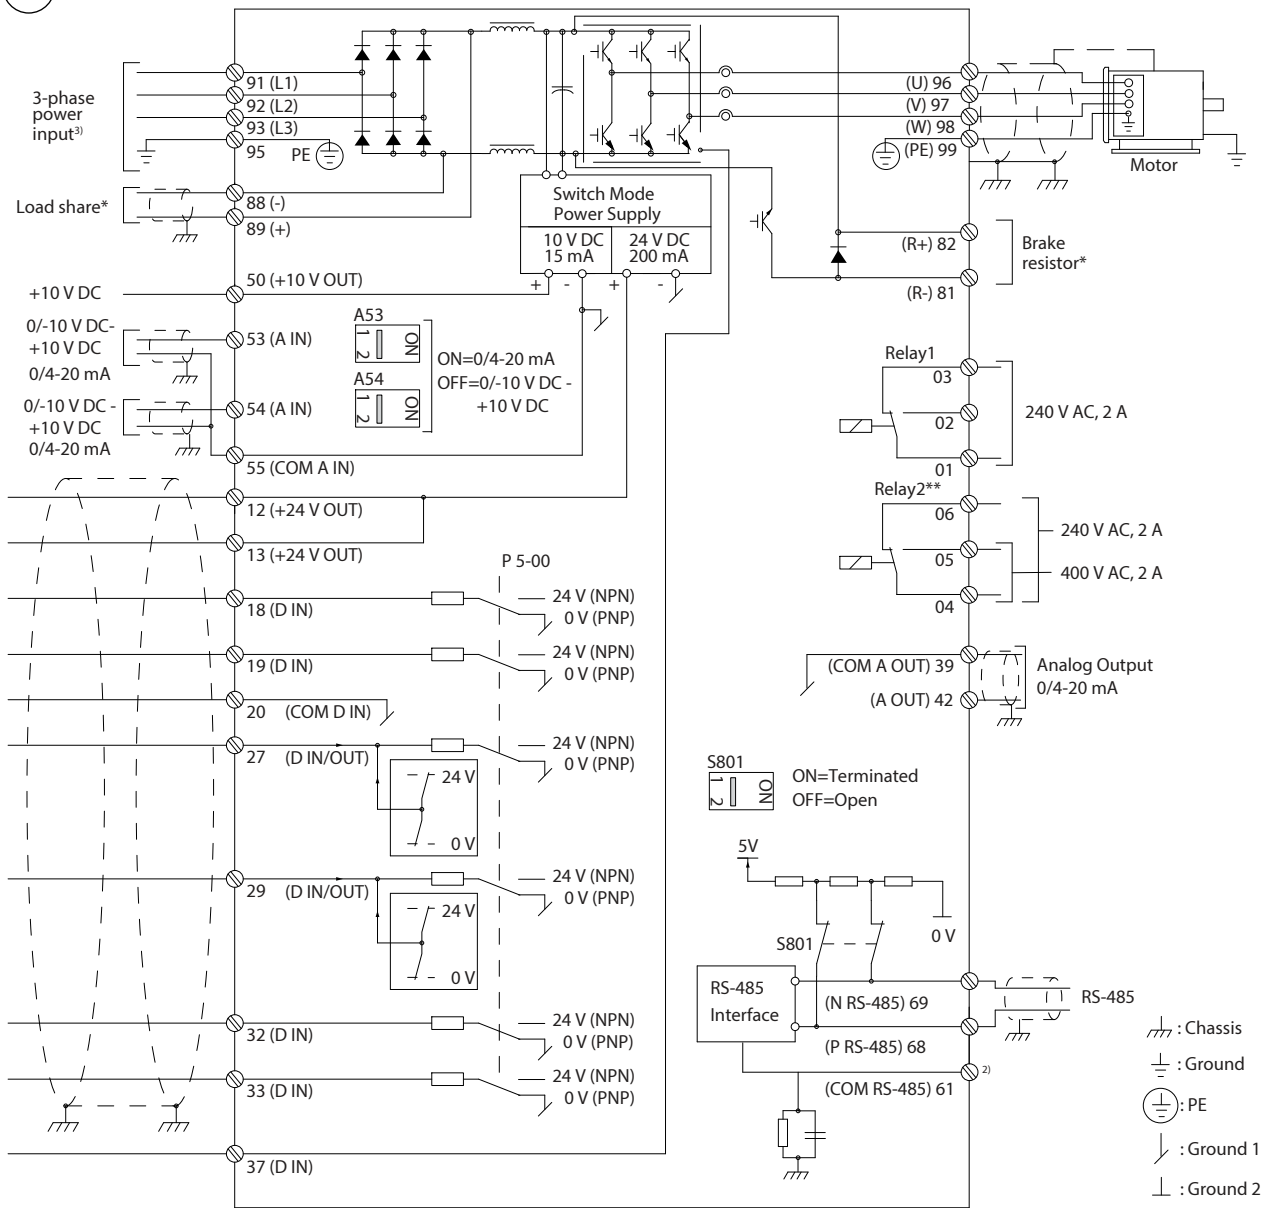 3-phase
power
input3)
91 (L1)
92 (L2)
93 (L3)
95
PE
Load share*
88 (-)
89 (+)
50 (+10 V OUT)
+10 V DC
0/-10 V DC-
+10 V DC
0/4-20 mA
53 (A IN)
0/-10 V DC -
+10 V DC
0/4-20 mA
54 (A IN)
55 (COM A IN)
12 (+24 V OUT)
13 (+24 V OUT)
18 (D IN)
19 (D IN)
20 (COM D IN)
27 (D IN/OUT)
24 V
0 V
29 (D IN/OUT)
24 V
0 V
32 (D IN)
33 (D IN)
37 (D IN)
Switch Mode
Power Supply
10 V DC
15 mA
24 V DC
200 mA
+ - + -
A53
1 2 ON
A54
1 2 ON
ON=0/4-20 mA
OFF=0/-10 V DC -
+10 V DC
P 5-00
24 V (NPN)
0 V (PNP)
24 V (NPN)
0 V (PNP)
24 V (NPN)
0 V (PNP)
24 V (NPN)
0 V (PNP)
24 V (NPN)
0 V (PNP)
24 V (NPN)
0 V (PNP)
(U) 96
(V) 97
(W) 98
(PE) 99
Motor
(R+) 82
(R-) 81
Brake
resistor*
Relay1
03
02
01
240 V AC, 2 A
Relay2**
06
05
04
240 V AC, 2 A
400 V AC, 2 A
(COM A OUT) 39
(A OUT) 42
Analog Output
0/4-20 mA
S801
1 2 ON
ON=Terminated
OFF=Open
5V
0 V
S801
RS-485
Interface
(N RS-485) 69
(P RS-485) 68
(COM RS-485) 61
2)
RS-485
: Chassis
: Ground
: PE
: Ground 1
: Ground 2